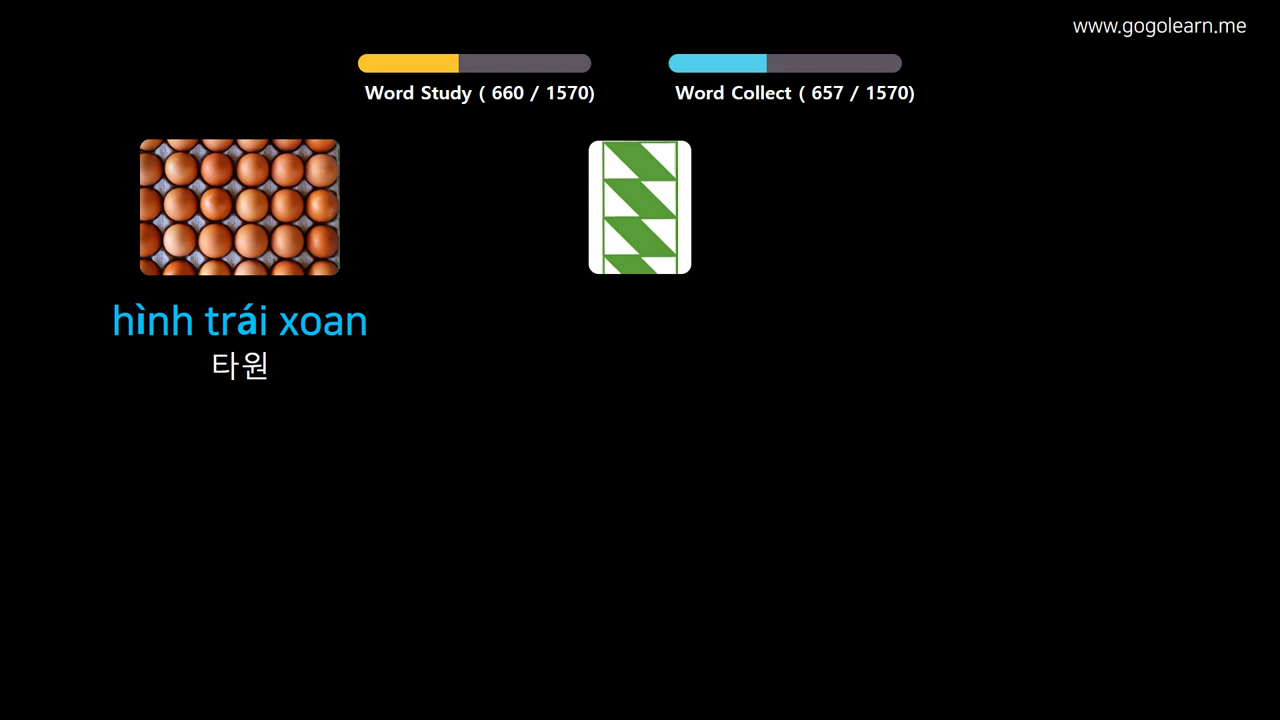 www.gogolearn.me
Word Study ( 660 / 1570)
Word Collect ( 657 / 1570)
hình trái xoan
타원